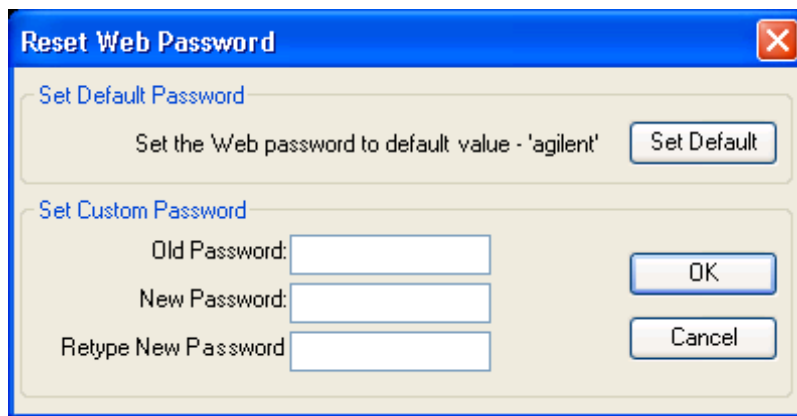 Reset Web Password
Set Default Password
Set the Web password to default value - 'agilent'
Set Default
Set Custom Password
Old Password:
New Password:
Retype New Password
OK
Cancel